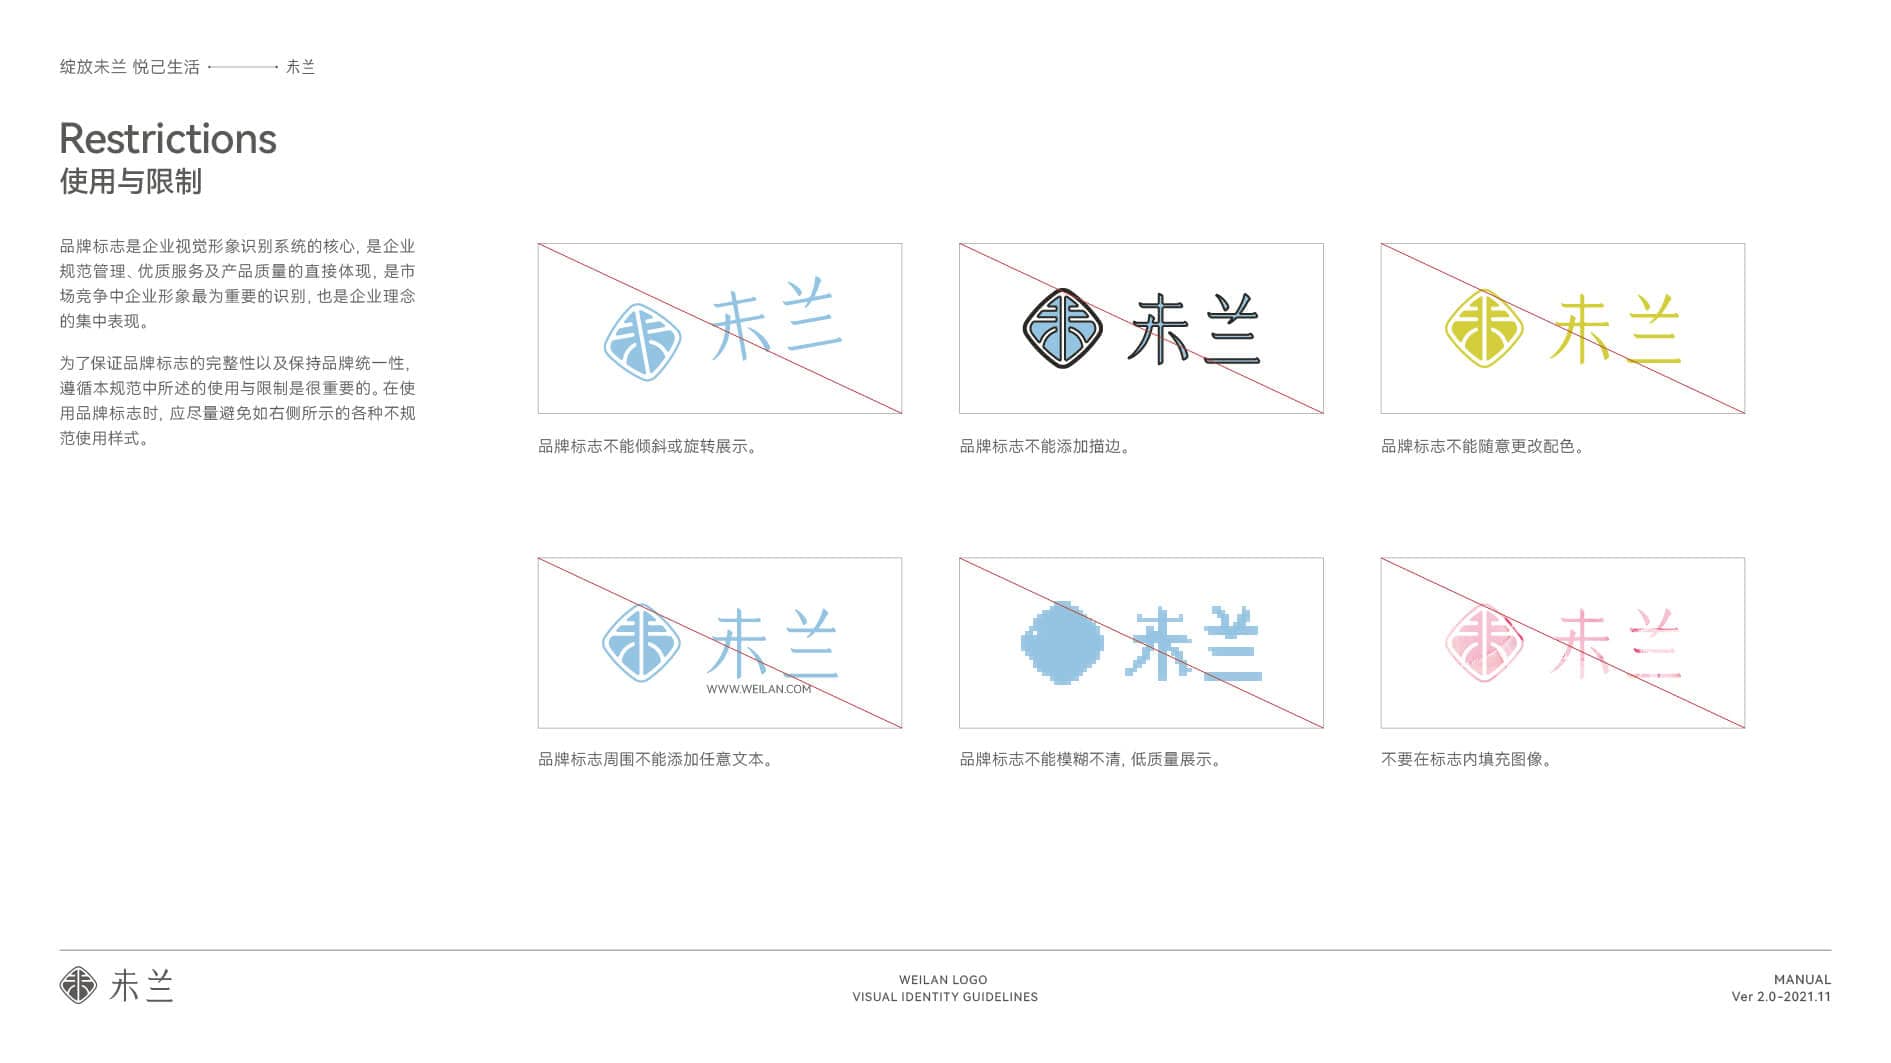 绽放未兰 悦己生活 未兰
Restrictions
使用与限制
品牌标志是企业视觉形象识别系统的核心, 是企业
规范管理、优质服务及产品质量的直接体现, 是市
场竞争中企业形象最为重要的识别, 也是企业理念
的集中表现。
为了保证品牌标志的完整性以及保持品牌统一性,
遵循本规范中所述的使用与限制是很重要的。在使
用品牌标志时, 应尽量避免如右侧所示的各种不规
范使用样式。
未兰
未兰
未兰
品牌标志不能倾斜或旋转展示。
品牌标志不能添加描边。
品牌标志不能随意更改配色。
未兰
WWW.WEILAN.COM
未兰
未兰
品牌标志周围不能添加任意文本。
品牌标志不能模糊不清, 低质量展示。
不要在标志内填充图像。
未兰
WEILAN LOGO
VISUAL IDENTITY GUIDELINES
MANUAL
Ver 2.0-2021.11